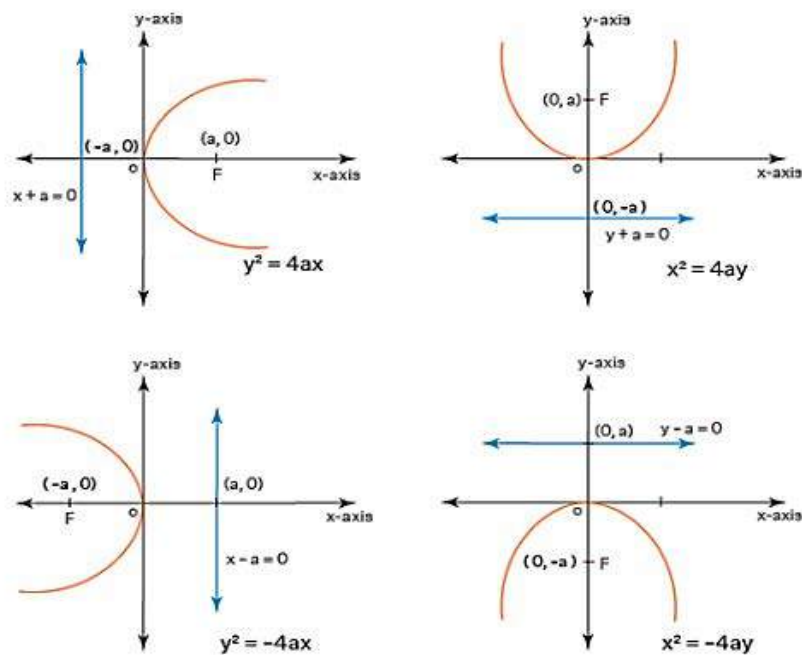 y-axis
(-a, 0)
(a, 0)
O
F
x-axis
x + a = 0
y² = 4ax
y-axis
(0, a)
F
O
x-axis
(0, -a)
y + a = 0
x² = 4ay
y-axis
(-a, 0)
(a, 0)
F
O
x-axis
x - a = 0
y² = -4ax
y-axis
(0, a)
y - a = 0
O
x-axis
(0, -a)
F
x² = -4ay